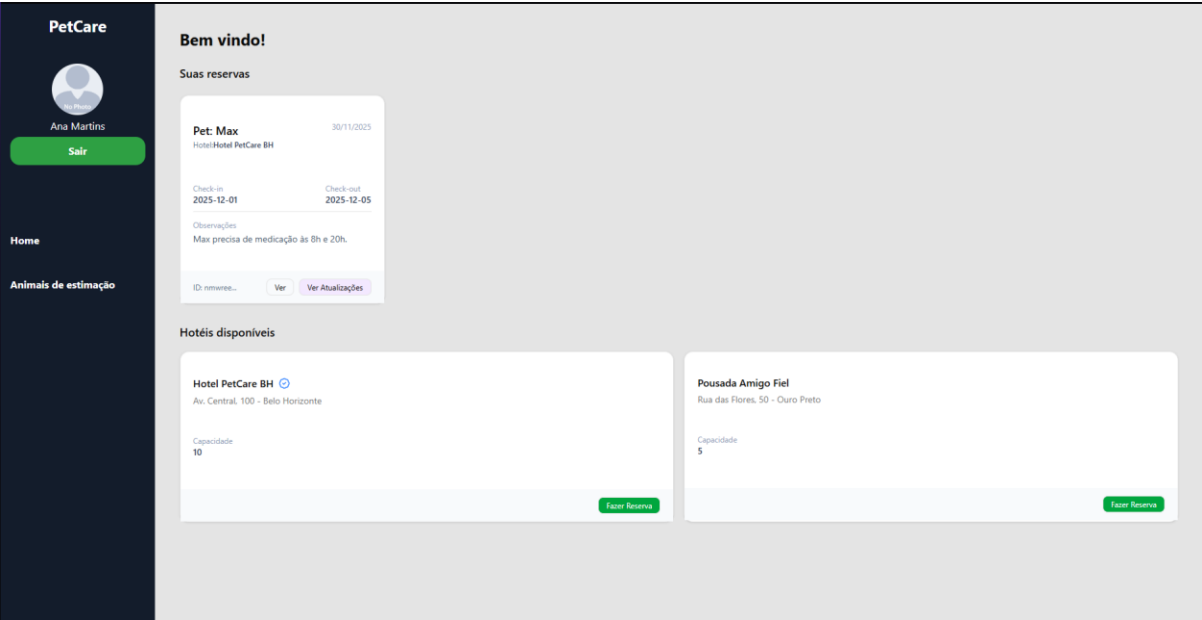 PetCare
No Photo
Ana Martins
Sair
Home
Animais de estimação
Bem vindo!
Suas reservas
Pet: Max
30/11/2025
Hotel:Hotel PetCare BH
Check-in
Check-out
2025-12-01
2025-12-05
Observações
Max precisa de medicação às 8h e 20h.
ID: nmwree...
Ver
Ver Atualizações
Hotéis disponíveis
Hotel PetCare BH
Av. Central, 100 - Belo Horizonte
Capacidade
10
Fazer Reserva
Pousada Amigo Fiel
Rua das Flores, 50 - Ouro Preto
Capacidade
5
Fazer Reserva